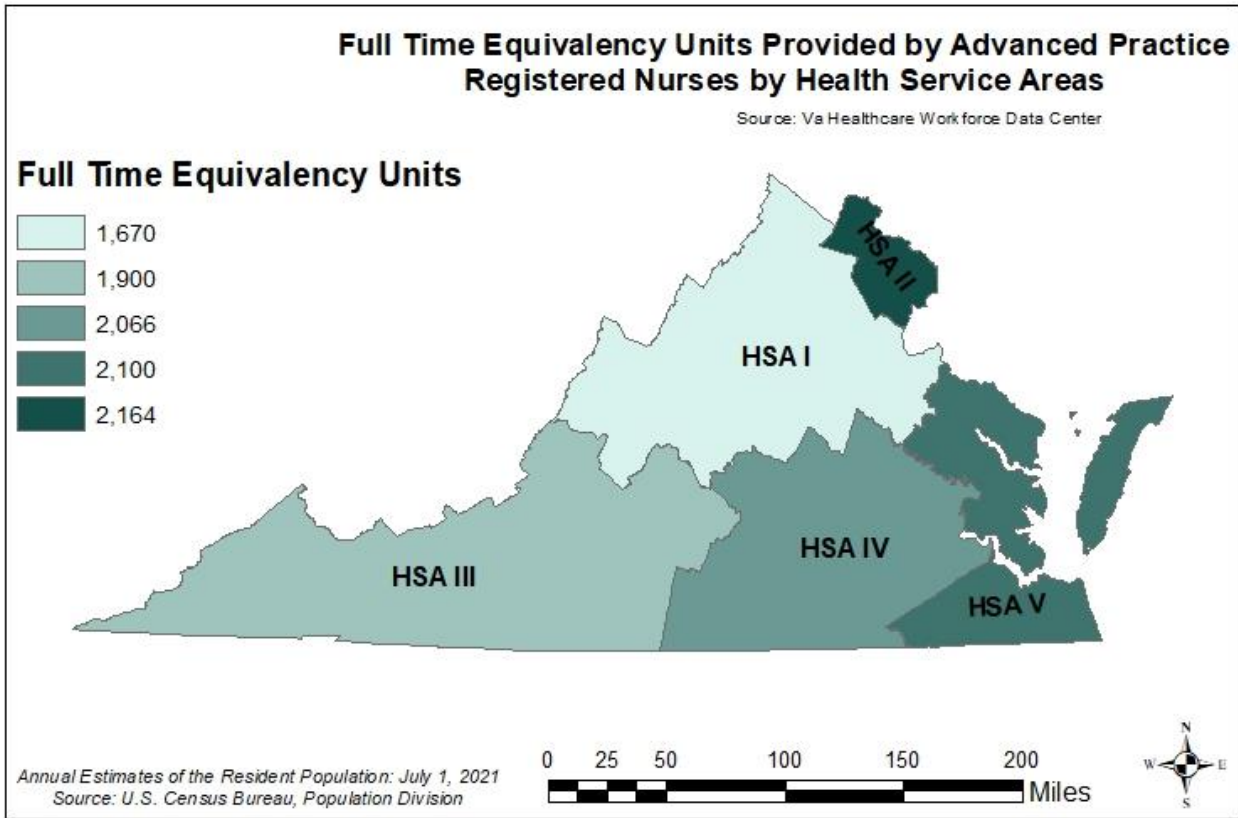 Full Time Equivalency Units Provided by Advanced Practice
Registered Nurses by Health Service Areas
Source: Va Healthcare Workforce Data Center
Full Time Equivalency Units
1,670
1,900
2,066
2,100
2,164
HSA II
HSA I
HSA III
HSA IV
HSA V
Annual Estimates of the Resident Population: July 1, 2021
Source: U.S. Census Bureau, Population Division
0 25 50 100 150 200
Miles
N
W E
S